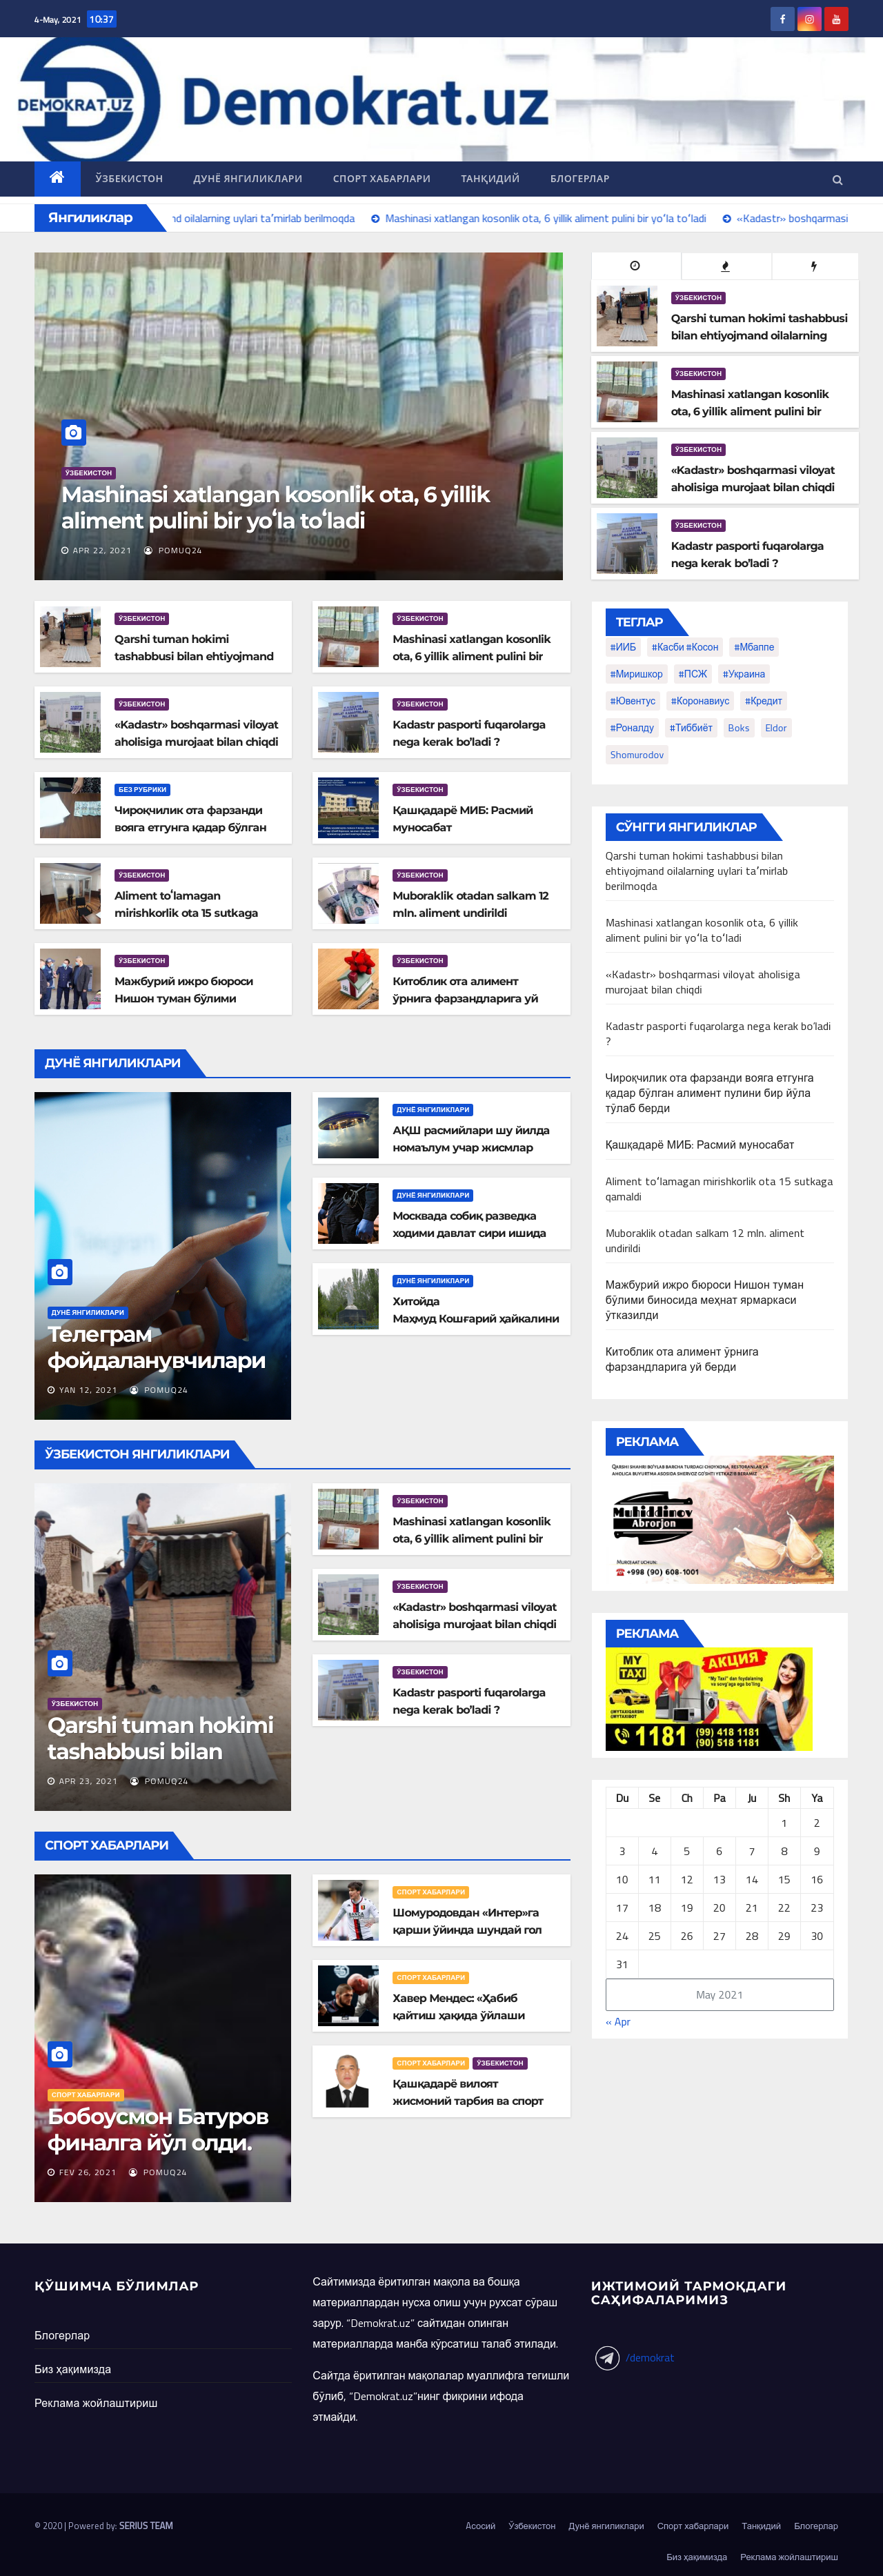 4-May, 2021 10:37
DEMOKRAT.UZ
Demokrat.uz
ЎЗБЕКИСТОН ДУНЁ ЯНГИЛИКЛАРИ СПОРТ ХАБАРЛАРИ ТАНҚИДИЙ БЛОГЕРЛАР
Янгиликлар
nd oilalarning uylari ta’mirlab berilmoqda Mashinasi xatlangan kosonlik ota, 6 yillik aliment pulini bir yo‘la to‘ladi «Kadastr» boshqarmasi
ЎЗБЕКИСТОН
Mashinasi xatlangan kosonlik ota, 6 yillik
aliment pulini bir yo‘la to‘ladi
APR 22, 2021 POMUQ24
ЎЗБЕКИСТОН
Qarshi tuman hokimi tashabbusi
bilan ehtiyojmand oilalarning
ЎЗБЕКИСТОН
Mashinasi xatlangan kosonlik
ota, 6 yillik aliment pulini bir
ЎЗБЕКИСТОН
«Kadastr» boshqarmasi viloyat
aholisiga murojaat bilan chiqdi
ЎЗБЕКИСТОН
Kadastr pasporti fuqarolarga
nega kerak bo’ladi ?
ЎЗБЕКИСТОН
Qarshi tuman hokimi
tashabbusi bilan ehtiyojmand
ЎЗБЕКИСТОН
Mashinasi xatlangan kosonlik
ota, 6 yillik aliment pulini bir
ЎЗБЕКИСТОН
«Kadastr» boshqarmasi viloyat
aholisiga murojaat bilan chiqdi
ЎЗБЕКИСТОН
Kadastr pasporti fuqarolarga
nega kerak bo’ladi ?
БЕЗ РУБРИКИ
Чироқчилик ота фарзанди
вояга етгунга қадар бўлган
ЎЗБЕКИСТОН
Қашқадарё МИБ: Расмий
муносабат
ЎЗБЕКИСТОН
Aliment to‘lamagan
mirishkorlik ota 15 sutkaga
ЎЗБЕКИСТОН
Muboraklik otadan salkam 12
mln. aliment undirildi
ЎЗБЕКИСТОН
Мажбурий ижро бюроси
Нишон туман бўлими
ЎЗБЕКИСТОН
Китоблик ота алимент
ўрнига фарзандларига уй
ТЕГЛАР
#ИИБ #Касби #Косон #Мбаппе
#Миришкор #ПСЖ #Украина
#Ювентус #Коронавиус #Кредит
#Роналду #Тиббиёт Boks Eldor
Shomurodov
СЎНГГИ ЯНГИЛИКЛАР
Qarshi tuman hokimi tashabbusi bilan
ehtiyojmand oilalarning uylari ta’mirlab
berilmoqda
Mashinasi xatlangan kosonlik ota, 6 yillik
aliment pulini bir yo‘la to‘ladi
«Kadastr» boshqarmasi viloyat aholisiga
murojaat bilan chiqdi
Kadastr pasporti fuqarolarga nega kerak bo’ladi
?
Чироқчилик ота фарзанди вояга етгунга
қадар бўлган алимент пулини бир йўла
тўлаб берди
Қашқадарё МИБ: Расмий муносабат
Aliment to‘lamagan mirishkorlik ota 15 sutkaga
qamaldi
Muboraklik otadan salkam 12 mln. aliment
undirildi
Мажбурий ижро бюроси Нишон туман
бўлими биносида меҳнат ярмаркаси
ўтказилди
Китоблик ота алимент ўрнига
фарзандларига уй берди
ДУНЁ ЯНГИЛИКЛАРИ
ДУНЁ ЯНГИЛИКЛАРИ
Телеграм
фойдаланувчилари
YAN 12, 2021 POMUQ24
ДУНЁ ЯНГИЛИКЛАРИ
АҚШ расмийлари шу йилда
номаълум учар жисмлар
ДУНЁ ЯНГИЛИКЛАРИ
Москвада собиқ разведка
ходими давлат сири ишида
ДУНЁ ЯНГИЛИКЛАРИ
Хитойда
Маҳмуд Кошғарий ҳайкалини
ЎЗБЕКИСТОН ЯНГИЛИКЛАРИ
ЎЗБЕКИСТОН
Qarshi tuman hokimi
tashabbusi bilan
APR 23, 2021 POMUQ24
ЎЗБЕКИСТОН
Mashinasi xatlangan kosonlik
ota, 6 yillik aliment pulini bir
ЎЗБЕКИСТОН
«Kadastr» boshqarmasi viloyat
aholisiga murojaat bilan chiqdi
ЎЗБЕКИСТОН
Kadastr pasporti fuqarolarga
nega kerak bo’ladi ?
РЕКЛАМА
QARSHI SHAHRI BO'YLAB BARCHA TURDAGI CHOYXONA, RESTORANLAR VA
AHOLIGA BUYURTMA ASOSIDA SHERVOZ GO'SHTI YETKAZIB BERAMIZ
Muhiddinov
Abrorjon
MUROJAAT UCHUN:
+998 (90) 608-1001
РЕКЛАМА
MY TAXI
АКЦИЯ
1181 (99) 418 1181
(90) 518 1181
Du Se Ch Pa Ju Sh Ya
1 2
3 4 5 6 7 8 9
10 11 12 13 14 15 16
17 18 19 20 21 22 23
24 25 26 27 28 29 30
31
May 2021
« Apr
СПОРТ ХАБАРЛАРИ
СПОРТ ХАБАРЛАРИ
Бобоусмон Батуров
финалга йўл олди.
FEV 26, 2021 POMUQ24
СПОРТ ХАБАРЛАРИ
Шомуродовдан «Интер»га
қарши ўйинда шундай гол
СПОРТ ХАБАРЛАРИ
Хавер Мендес: «Ҳабиб
қайтиш ҳақида ўйлаши
СПОРТ ХАБАРЛАРИ ЎЗБЕКИСТОН
Қашқадарё вилоят
жисмоний тарбия ва спорт
ҚЎШИМЧА БЎЛИМЛАР
Блогерлар
Биз ҳақимизда
Реклама жойлаштириш
Сайтимизда ёритилган мақола ва бошқа
материаллардан нусха олиш учун рухсат сўраш
зарур. “Demokrat.uz” сайтидан олинган
материалларда манба кўрсатиш талаб этилади.
Сайтда ёритилган мақолалар муаллифга тегишли
бўлиб, “Demokrat.uz”нинг фикрини ифода
этмайди.
ИЖТИМОИЙ ТАРМОҚДАГИ
САҲИФАЛАРИМИЗ
/demokrat
© 2020 | Powered by: SERIUS TEAM
Aсосий Ўзбекистон Дунё янгиликлари Спорт хабарлари Танқидий Блогерлар
Биз ҳақимизда Реклама жойлаштириш